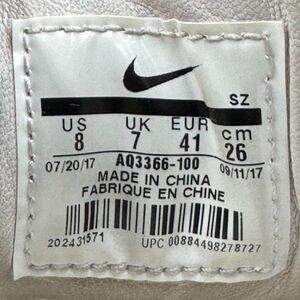 SZ
US UK EUR cm
8 7 41 26
07/20/17 AQ3366-100 09/11/17
MADE IN CHINA
FABRIQUE EN CHINE
202431571 UPC 00884498278727